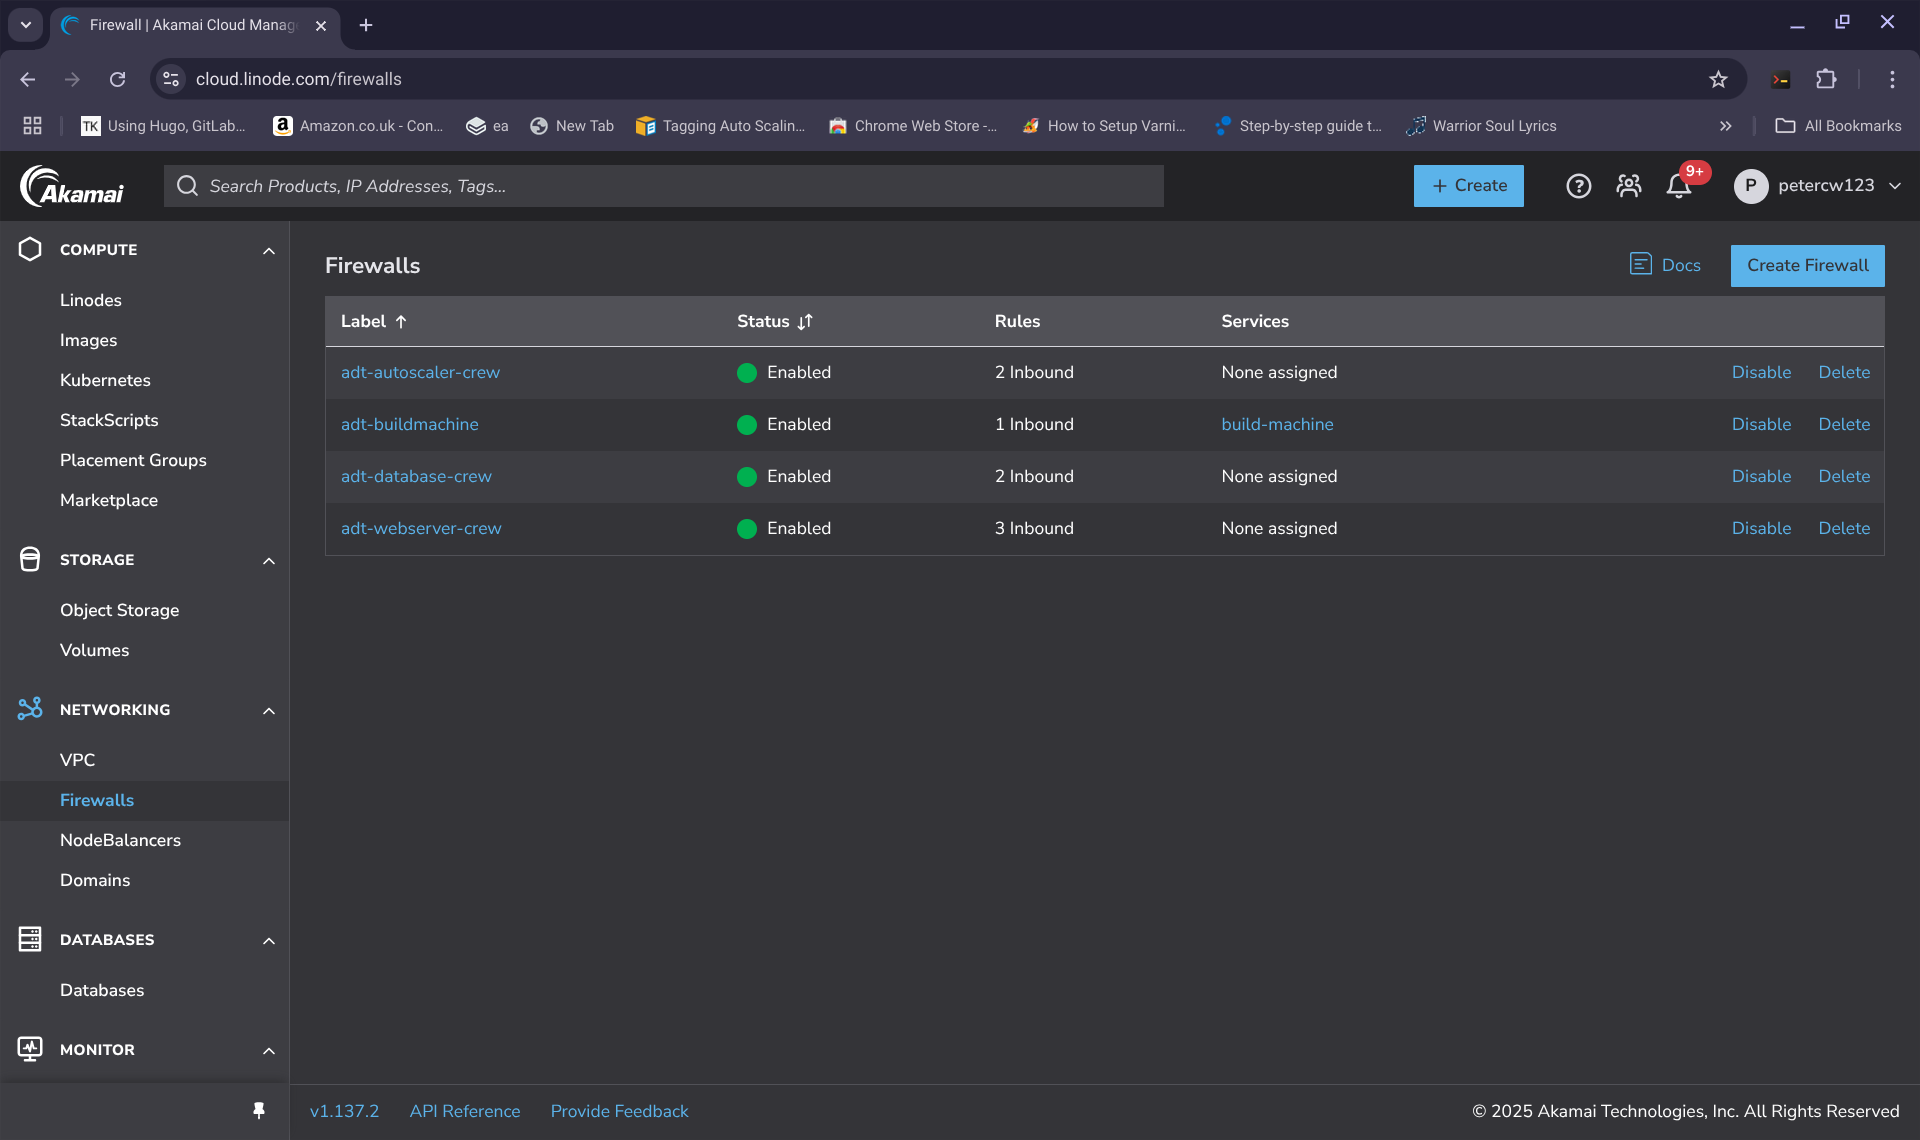 Firewall | Akamai Cloud Manag
cloud.linode.com/firewalls
TK Using Hugo, GitLab...
a Amazon.co.uk - Con...
ea
New Tab
Tagging Auto Scalin...
Chrome Web Store -...
How to Setup Varni...
Step-by-step guide t...
Warrior Soul Lyrics
All Bookmarks
Akamai
Search Products, IP Addresses, Tags...
+ Create
9+
P petercw123
COMPUTE
Linodes
Images
Kubernetes
StackScripts
Placement Groups
Marketplace
STORAGE
Object Storage
Volumes
NETWORKING
VPC
Firewalls
NodeBalancers
Domains
DATABASES
Databases
MONITOR
Firewalls
Docs
Create Firewall
Label Status Rules Services
adt-autoscaler-crew Enabled 2 Inbound None assigned Disable Delete
adt-buildmachine Enabled 1 Inbound build-machine Disable Delete
adt-database-crew Enabled 2 Inbound None assigned Disable Delete
adt-webserver-crew Enabled 3 Inbound None assigned Disable Delete
v1.137.2 API Reference Provide Feedback
© 2025 Akamai Technologies, Inc. All Rights Reserved